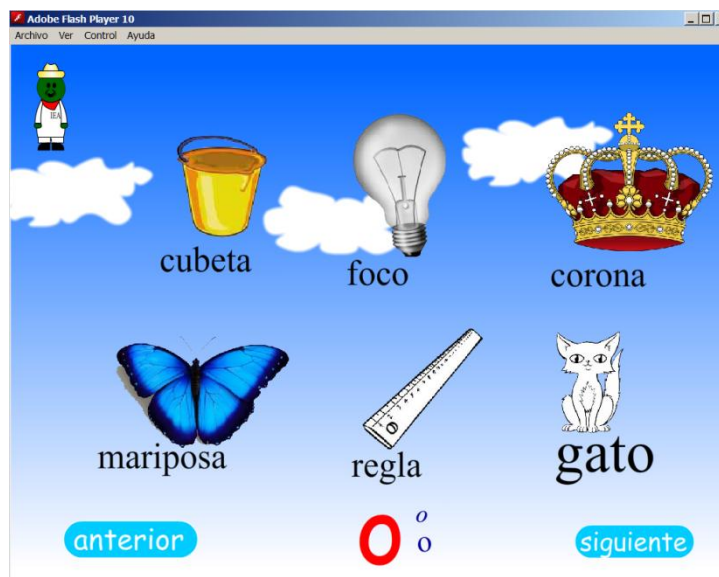 Adobe Flash Player 10
Archivo Ver Control Ayuda
IEA
cubeta
foco
corona
mariposa
regla
gato
anterior
O o
o
siguiente